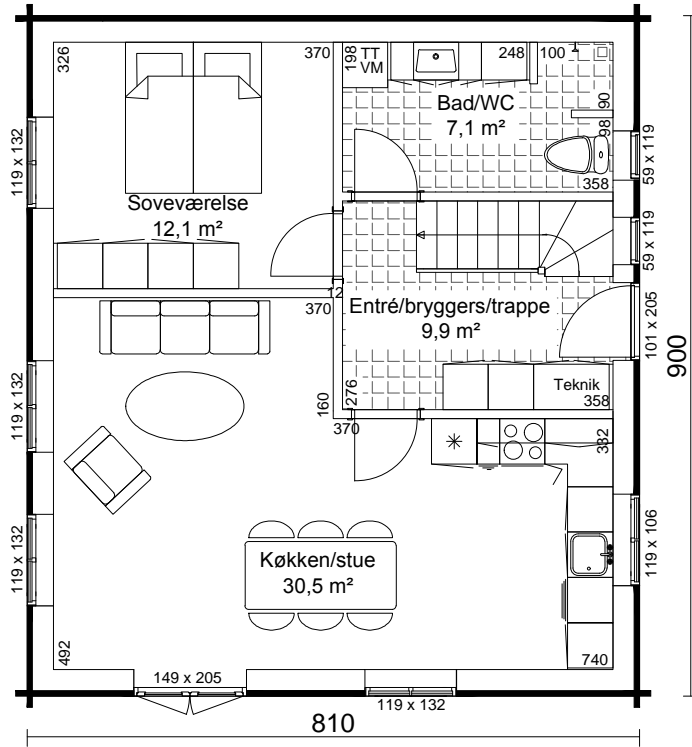 326
370
198
TT
VM
248
100
Bad/WC
7,1 m²
90
98
358
59 x 119
119 x 132
Soveværelse
12,1 m²
59 x 119
12
370
Entré/bryggers/trappe
9,9 m²
101 x 205
900
119 x 132
160
276
Teknik
358
370
332
119 x 132
Køkken/stue
30,5 m²
119 x 106
492
740
149 x 205
119 x 132
810